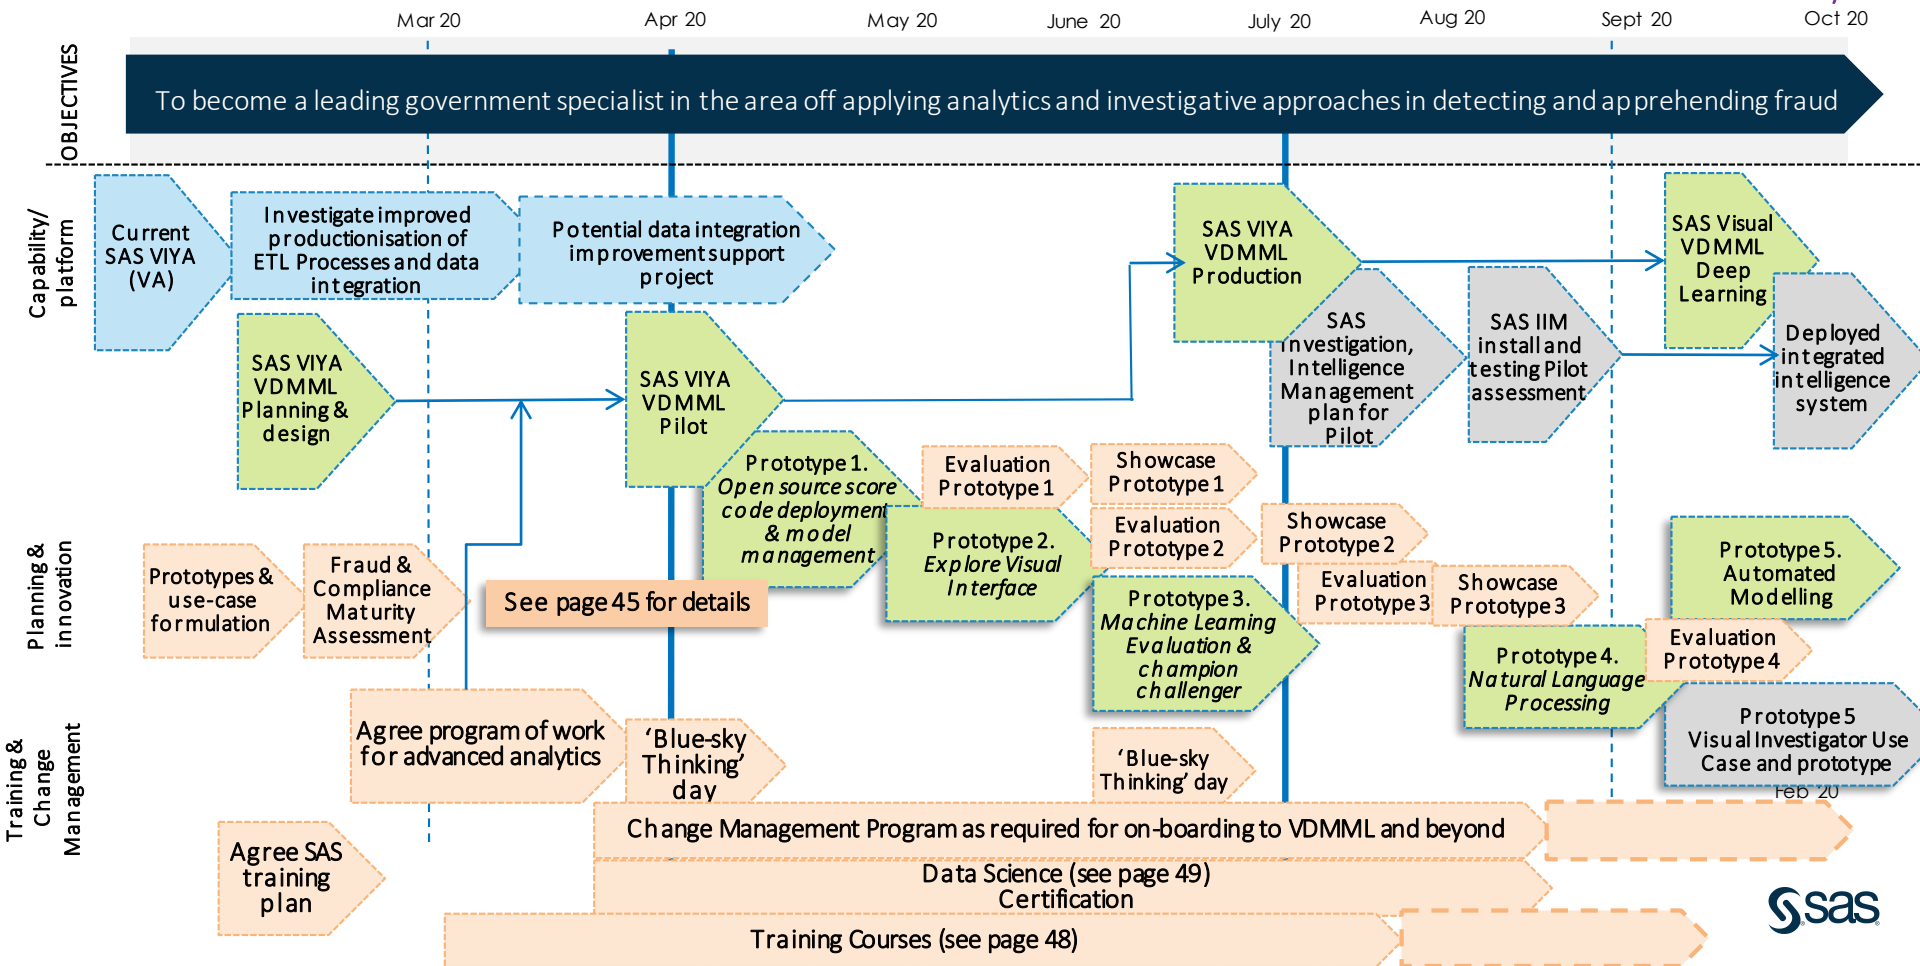 Mar 20
Apr 20
May 20
June 20
July 20
Aug 20
Sept 20
Oct 20
OBJECTIVES
To become a leading government specialist in the area off applying analytics and investigative approaches in detecting and apprehending fraud
Capability/
platform
Current
SAS VIYA
(VA)
Investigate improved
productionisation of
ETL Processes and data
integration
Potential data integration
improvement support
project
SAS VIYA
VDMML
Production
SAS Visual
VDMML
Deep
Learning
SAS VIYA
VDMML
Planning &
design
SAS VIYA
VDMML
Pilot
SAS
Investigation,
Intelligence
Management
plan for
Pilot
SAS IIM
install and
testing Pilot
assessment
Deployed
integrated
intelligence
system
Planning &
innovation
Prototypes &
use-case
formulation
Fraud &
Compliance
Maturity
Assessment
See page 45 for details
Prototype 1.
Open source score
code deployment
& model
management
Evaluation
Prototype 1
Showcase
Prototype 1
Prototype 2.
Explore Visual
Interface
Evaluation
Prototype 2
Showcase
Prototype 2
Prototype 3.
Machine Learning
Evaluation &
champion
challenger
Evaluation
Prototype 3
Showcase
Prototype 3
Prototype 4.
Natural Language
Processing
Prototype 5.
Automated
Modelling
Evaluation
Prototype 4
Prototype 5
Visual Investigator Use
Case and prototype
Feb 20
Training &
Change
Management
Agree program of work
for advanced analytics
‘Blue-sky
Thinking’
day
‘Blue-sky
Thinking’ day
Change Management Program as required for on-boarding to VDMML and beyond
Agree SAS
training
plan
Data Science (see page 49)
Certification
Training Courses (see page 48)
sas